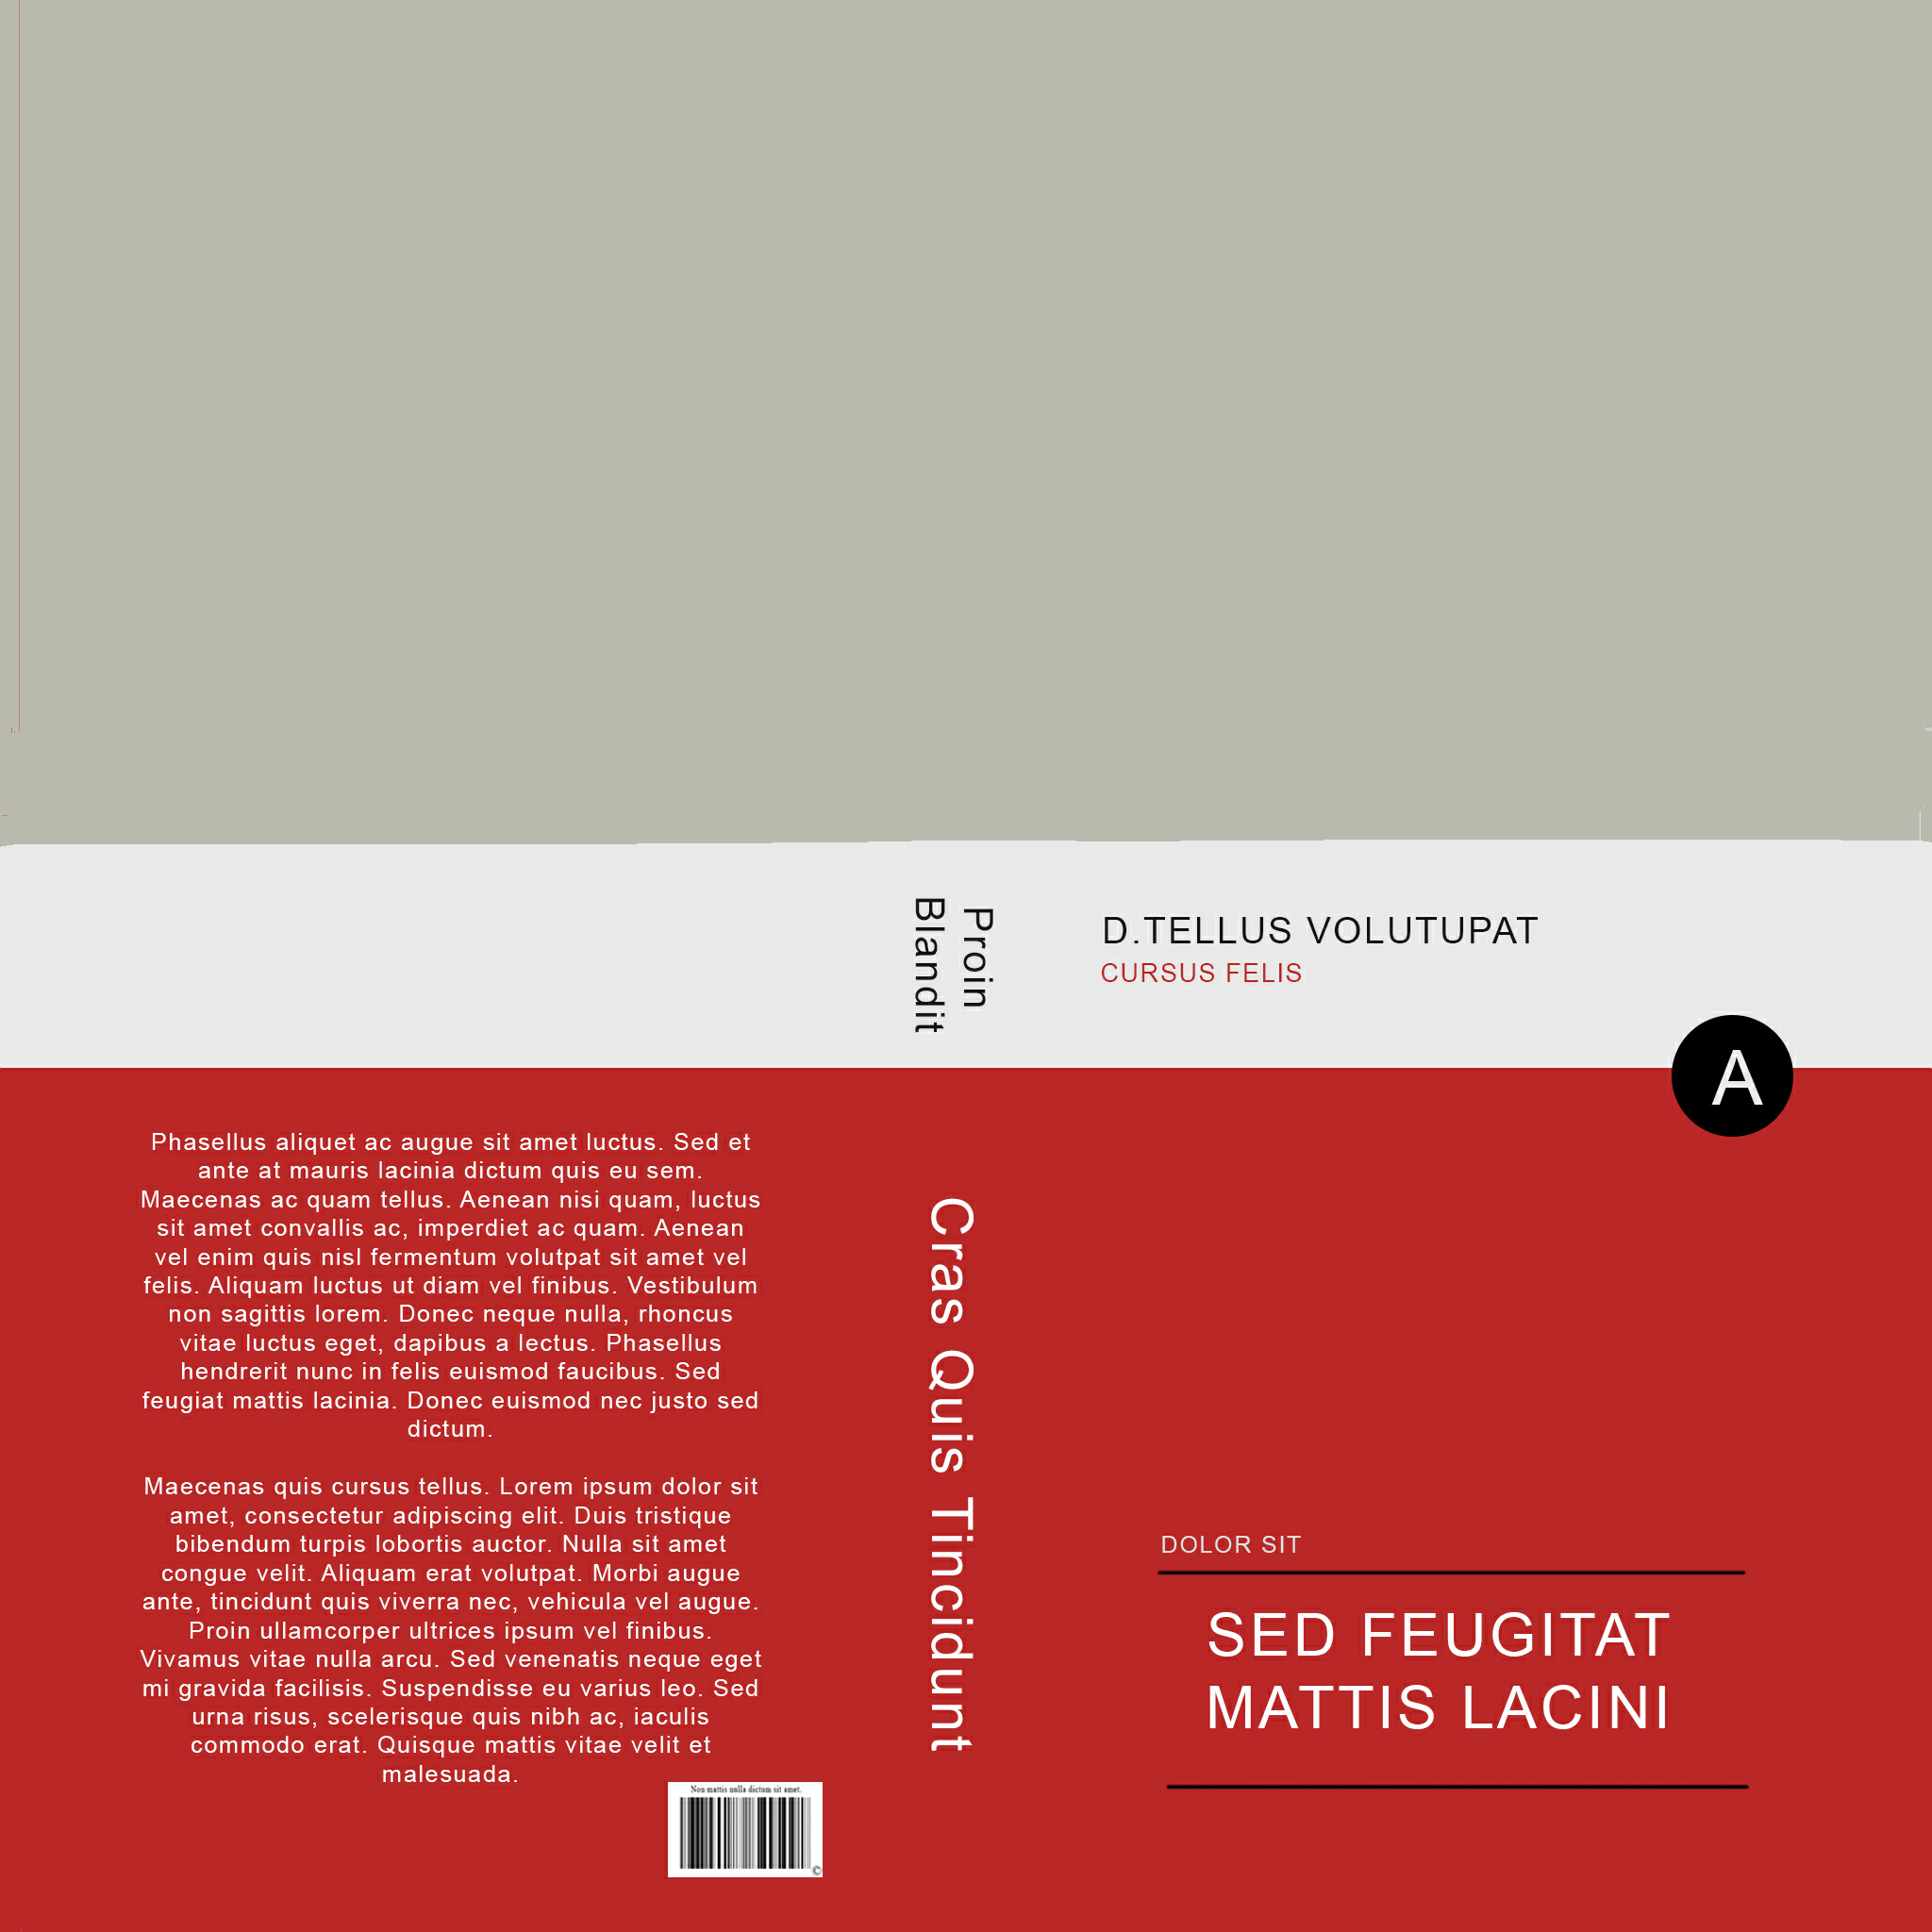 Proin
Blandit
D.TELLUS VOLUTUPAT
CURSUS FELIS
A
Phasellus aliquet ac augue sit amet luctus. Sed et
ante at mauris lacinia dictum quis eu sem.
Maecenas ac quam tellus. Aenean nisi quam, luctus
sit amet convallis ac, imperdiet ac quam. Aenean
vel enim quis nisl fermentum volutpat sit amet vel
felis. Aliquam luctus ut diam vel finibus. Vestibulum
non sagittis lorem. Donec neque nulla, rhoncus
vitae luctus eget, dapibus a lectus. Phasellus
hendrerit nunc in felis euismod faucibus. Sed
feugiat mattis lacinia. Donec euismod nec justo sed
dictum.
Maecenas quis cursus tellus. Lorem ipsum dolor sit
amet, consectetur adipiscing elit. Duis tristique
bibendum turpis lobortis auctor. Nulla sit amet
congue velit. Aliquam erat volutpat. Morbi augue
ante, tincidunt quis viverra nec, vehicula vel augue.
Proin ullamcorper ultrices ipsum vel finibus.
Vivamus vitae nulla arcu. Sed venenatis neque eget
mi gravida facilisis. Suspendisse eu varius leo. Sed
urna risus, scelerisque quis nibh ac, iaculis
commodo erat. Quisque mattis vitae velit et
malesuada.
Non mattis nulla dictum sit amet.
©
Cras Quis Tincidunt
DOLOR SIT
SED FEUGITAT
MATTIS LACINI